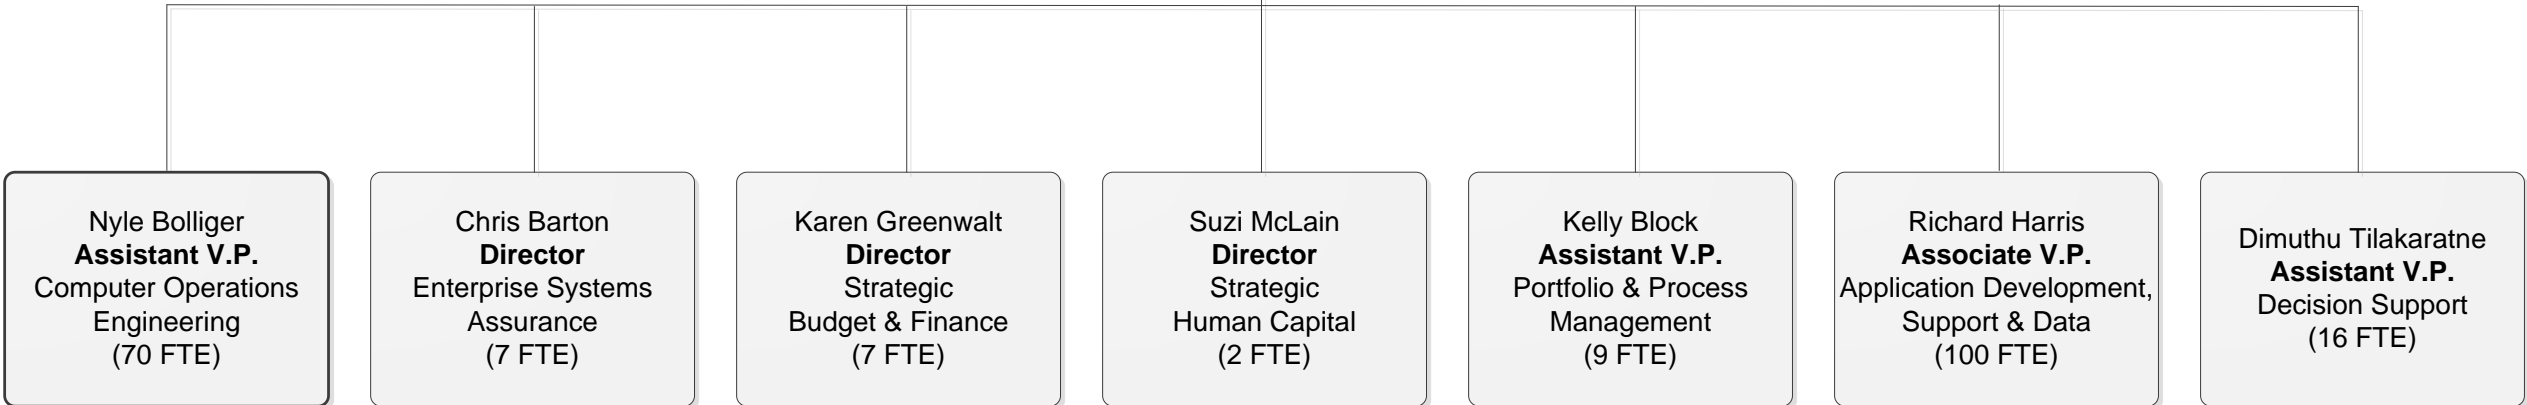 Nyle Bolliger
Assistant V.P.
Computer Operations
Engineering
(70 FTE)
Chris Barton
Director
Enterprise Systems
Assurance
(7 FTE)
Karen Greenwalt
Director
Strategic
Budget & Finance
(7 FTE)
Suzi McLain
Director
Strategic
Human Capital
(2 FTE)
Kelly Block
Assistant V.P.
Portfolio & Process
Management
(9 FTE)
Richard Harris
Associate V.P.
Application Development,
Support & Data
(100 FTE)
Dimuthu Tilakaratne
Assistant V.P.
Decision Support
(16 FTE)